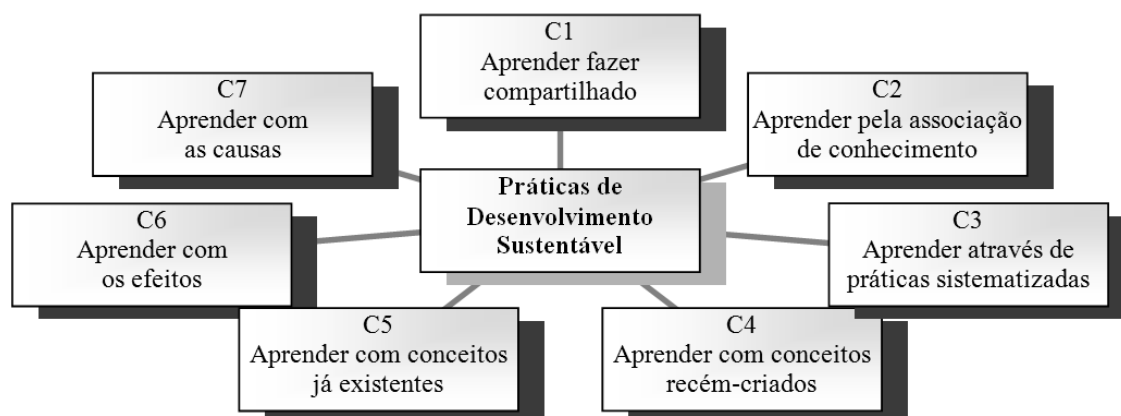 C1
Aprender fazer
compartilhado
C2
Aprender pela associação
de conhecimento
C3
Aprender através de
práticas sistematizadas
C4
Aprender com conceitos
recém-criados
C5
Aprender com conceitos
já existentes
C6
Aprender com
os efeitos
C7
Aprender com
as causas
Práticas de
Desenvolvimento
Sustentável